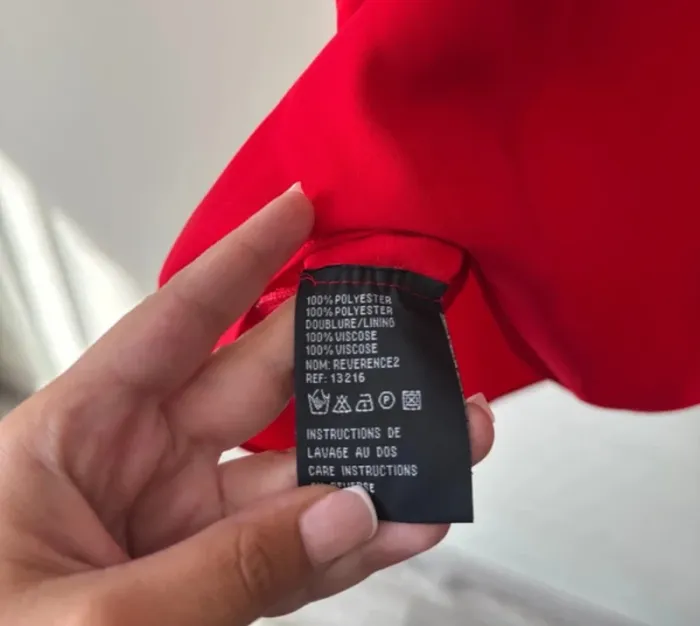 100% POLYESTER
100% POLYESTER
DOUBLURE/LINING
100% VISCOSE
100% VISCOSE
NOM: REVERENCE2
REF: 13216
P
INSTRUCTIONS DE
LAVAGE AU DOS
CARE INSTRUCTIONS